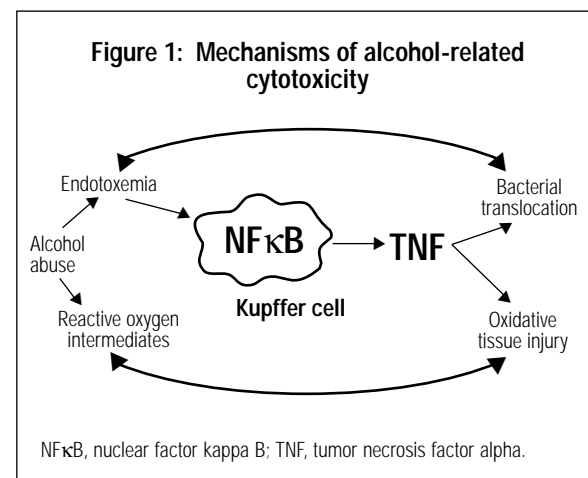 Figure 1: Mechanisms of alcohol-related
cytotoxicity
Endotoxemia
Bacterial
translocation
NFκB
TNF
Alcohol
abuse
Kupffer cell
Reactive oxygen
intermediates
Oxidative
tissue injury
NFκB, nuclear factor kappa B; TNF, tumor necrosis factor alpha.